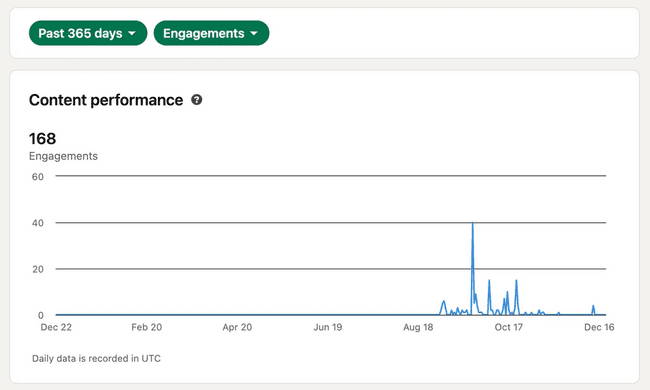 Past 365 days
Engagements
Content performance ?
168
Engagements
60
40
20
0
Dec 22 Feb 20 Apr 20 Jun 19 Aug 18 Oct 17 Dec 16
Daily data is recorded in UTC